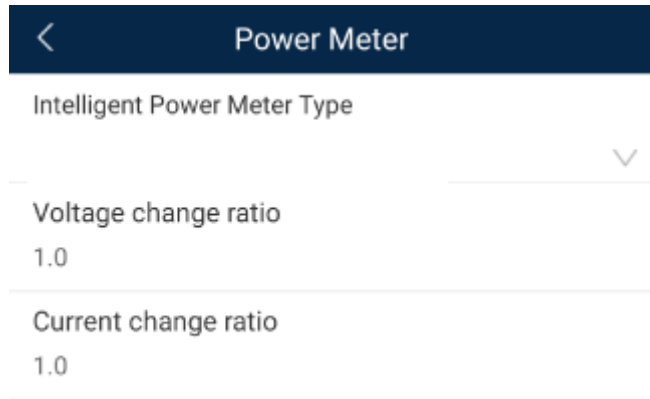 Power Meter
Intelligent Power Meter Type
Voltage change ratio
1.0
Current change ratio
1.0